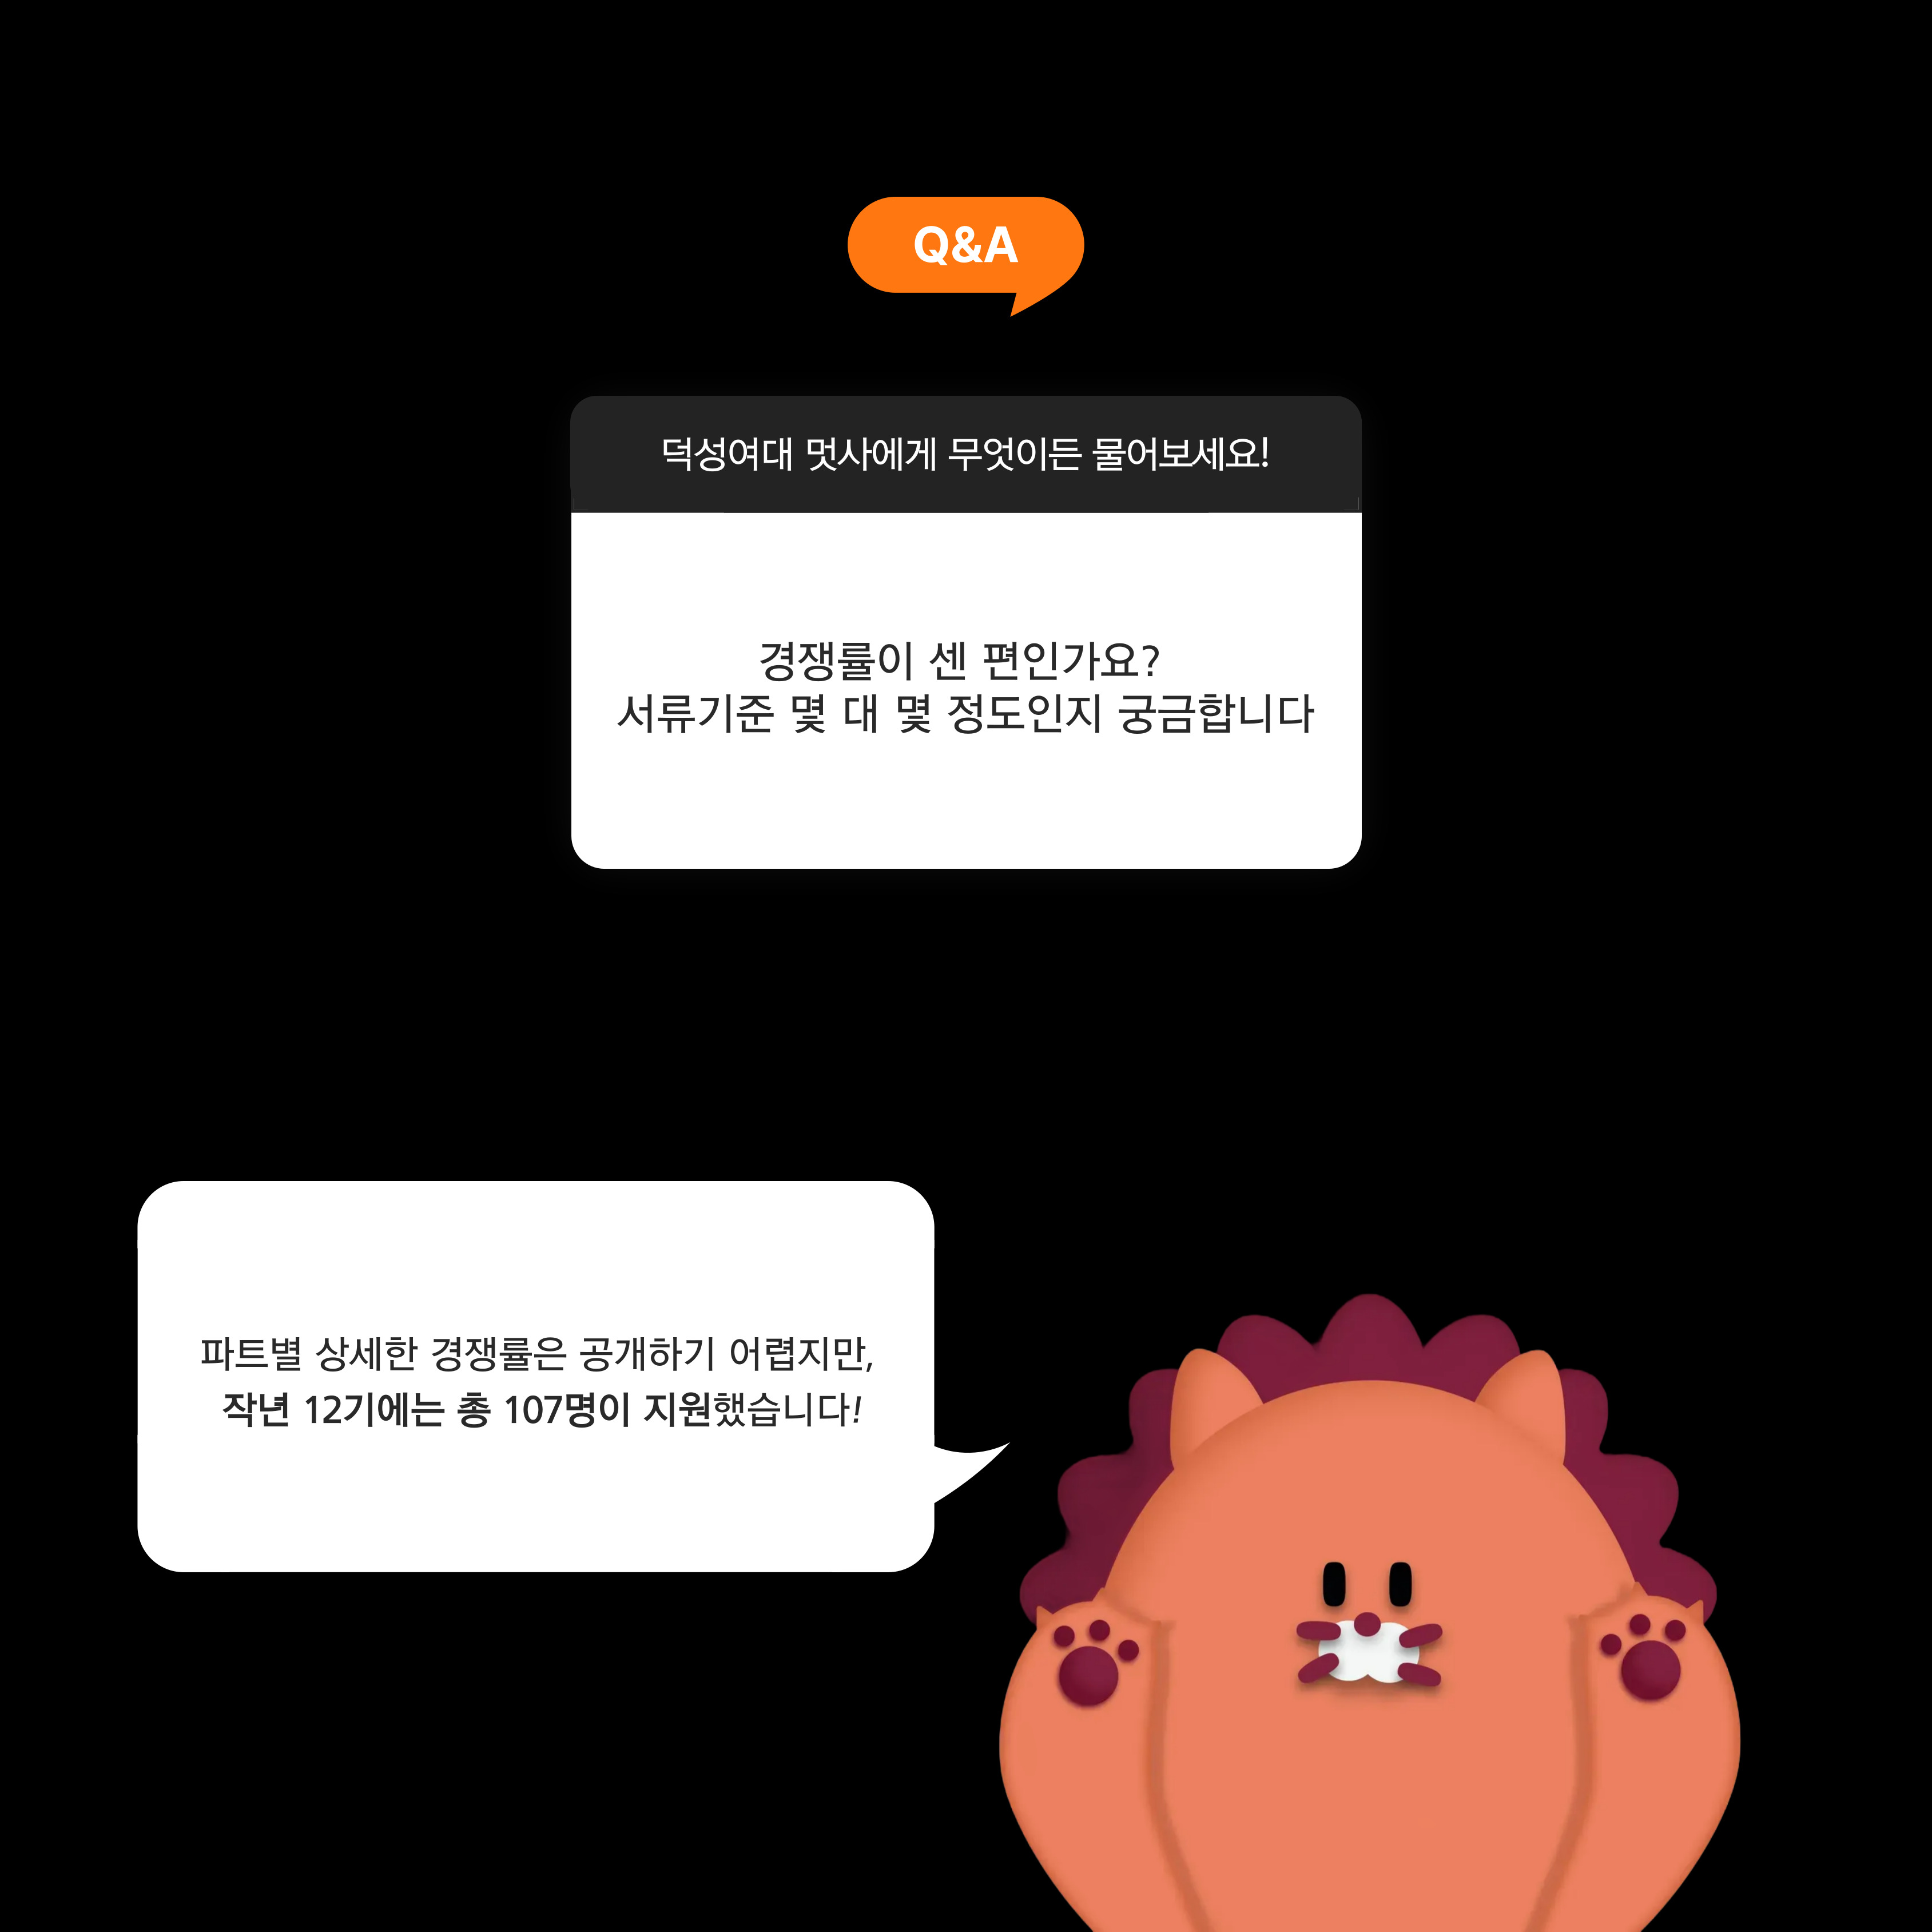 Q&A
덕성여대 멋사에게 무엇이든 물어보세요!
경쟁률이 센 편인가요?
서류기준 몇 대 몇 정도인지 궁금합니다
파트별 상세한 경쟁률은 공개하기 어렵지만,
작년 12기에는 총 107명이 지원했습니다!